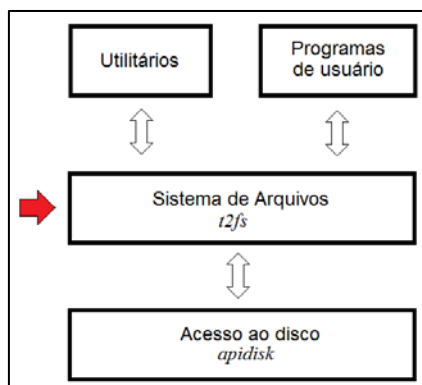 Utilitários
Programas
de usuário
Sistema de Arquivos
t2fs
Acesso ao disco
apidisk